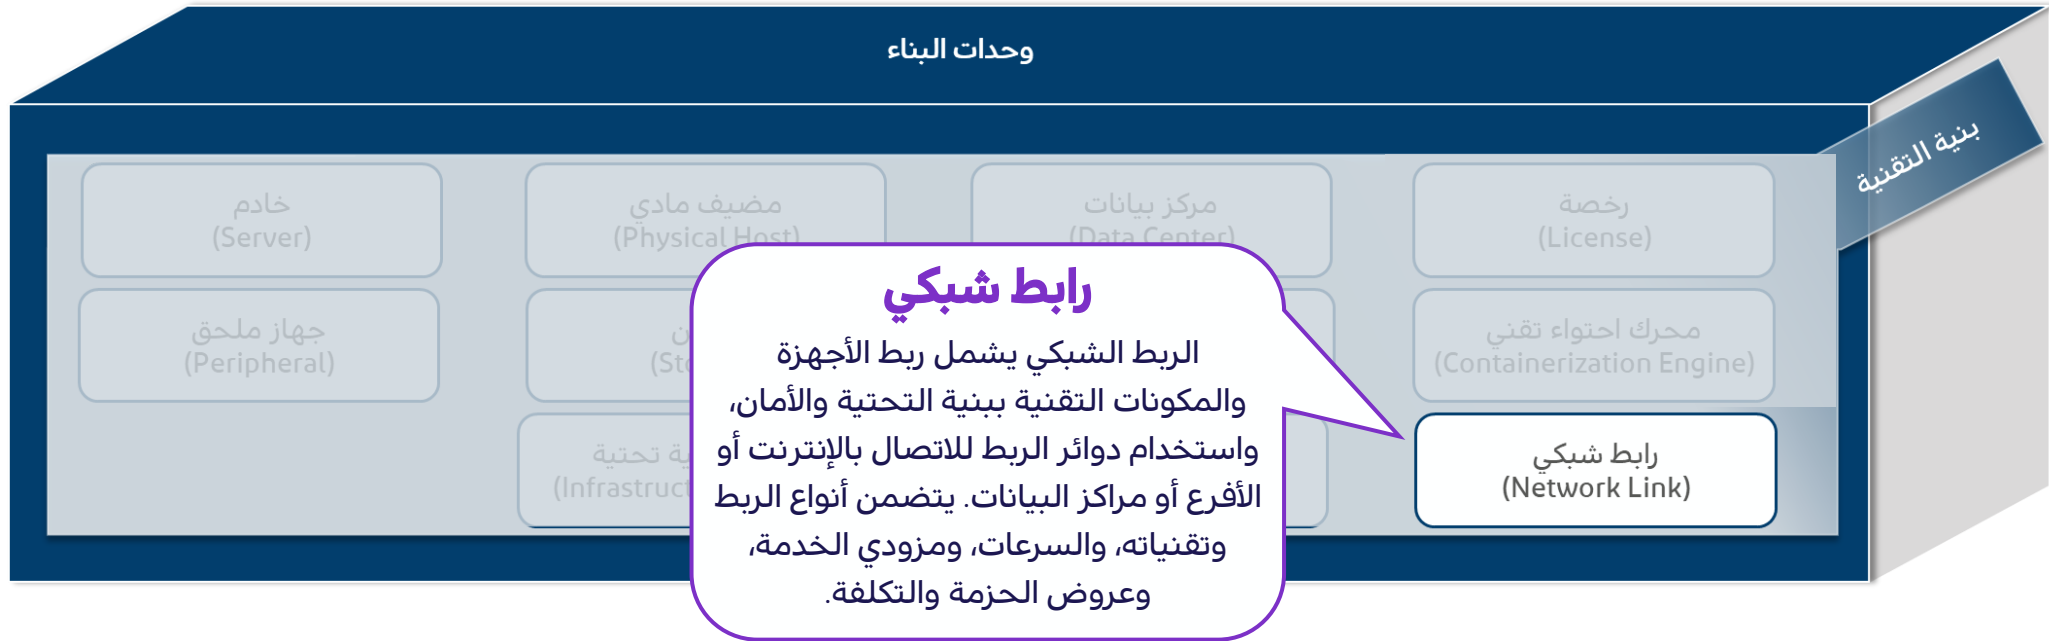 وحدات البناء
بنية التقنية
رخصة
(License)
مركز بيانات
(Data Center)
مضيف مادي
(Physical Host)
خادم
(Server)
محرك احتواء تقني
(Containerization Engine)
جهاز ملحق
(Peripheral)
رابط شبكي
(Network Link)
رابط شبكي
الربط الشبكي يشمل ربط الأجهزة
والمكونات التقنية ببنية التحتية والأمان،
واستخدام دوائر الربط للاتصال بالإنترنت أو
الأفرع أو مراكز البيانات. يتضمن أنواع الربط
وتقنياته، والسرعات، ومزودي الخدمة،
وعروض الحزمة والتكلفة.